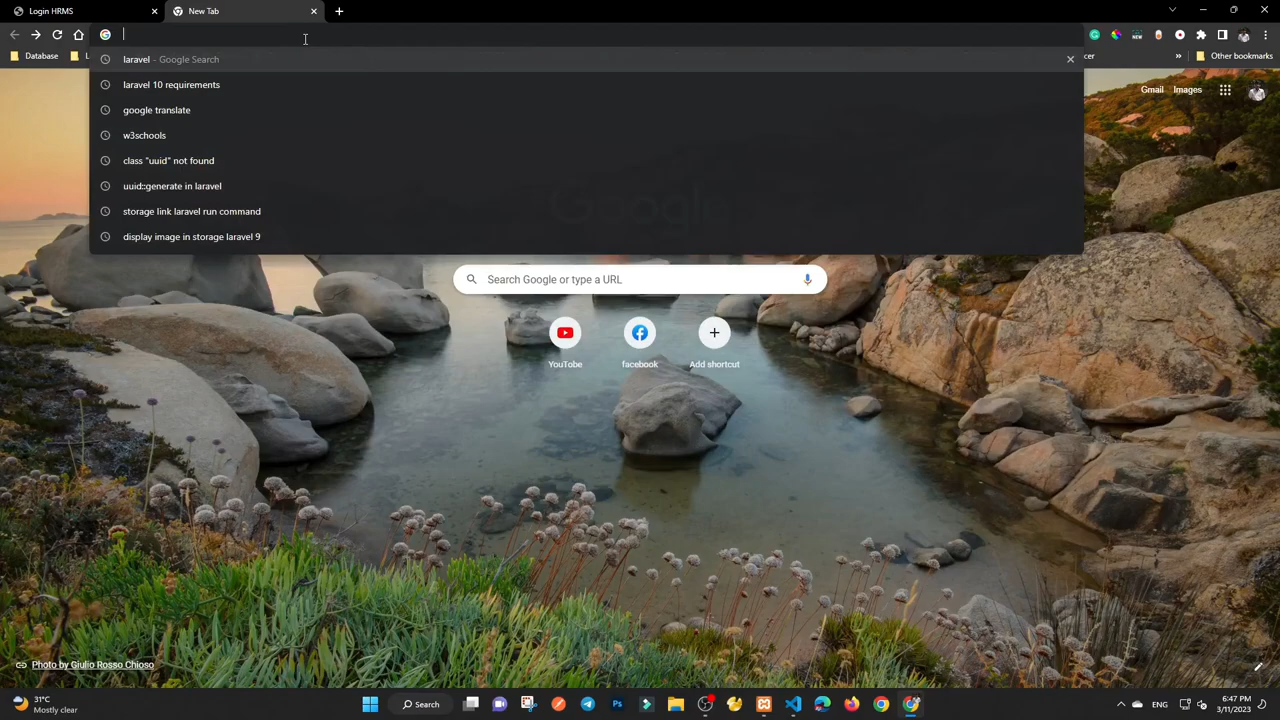 Login HRMS
New Tab
Database
cer
»
Other bookmarks
laravel - Google Search
laravel 10 requirements
google translate
w3schools
class "uuid" not found
uuid::generate in laravel
storage link laravel run command
display image in storage laravel 9
Gmail
Images
Google
Search Google or type a URL
YouTube
facebook
Add shortcut
Photo by Giulio Rosso Chioso
31°C
Mostly clear
Search
ENG
6:47 PM
3/11/2023